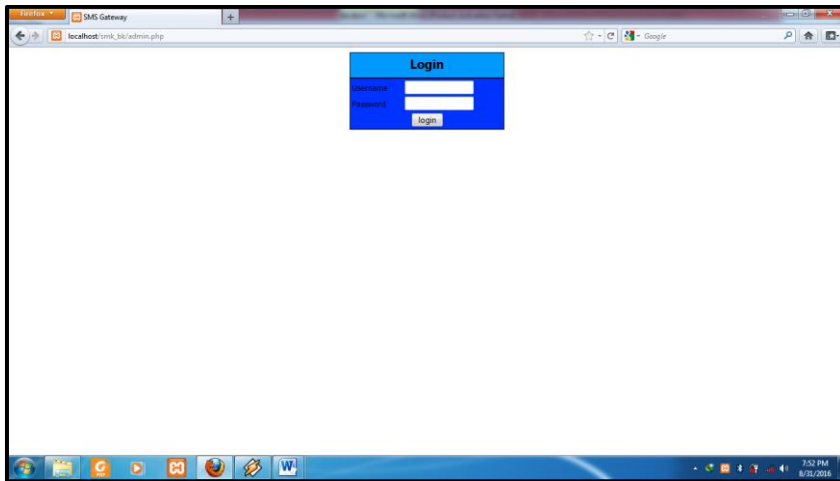 Firefox
SMS Gateway
localhost/smk_bk/admin.php
Google
Login
Username
Password
login
7:52 PM
8/31/2016